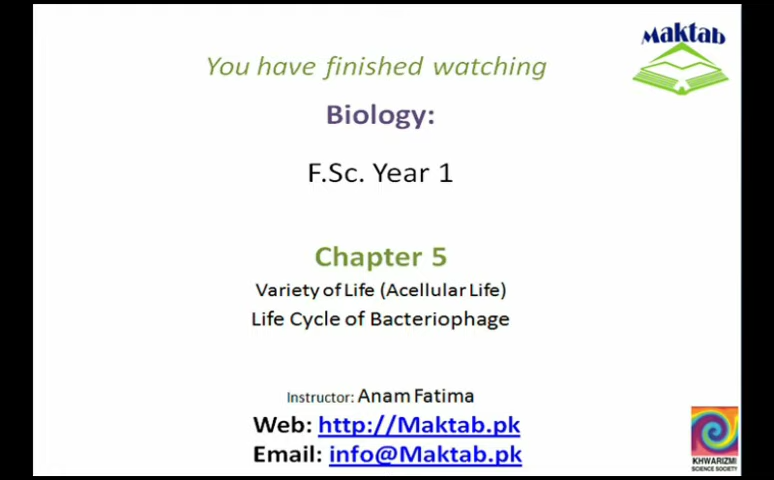 Maktab
You have finished watching
Biology:
F.Sc. Year 1
Chapter 5
Variety of Life (Acellular Life)
Life Cycle of Bacteriophage
Instructor: Anam Fatima
Web: http://Maktab.pk
Email: info@Maktab.pk
KHWARIZMI
SCIENCE SOCIETY